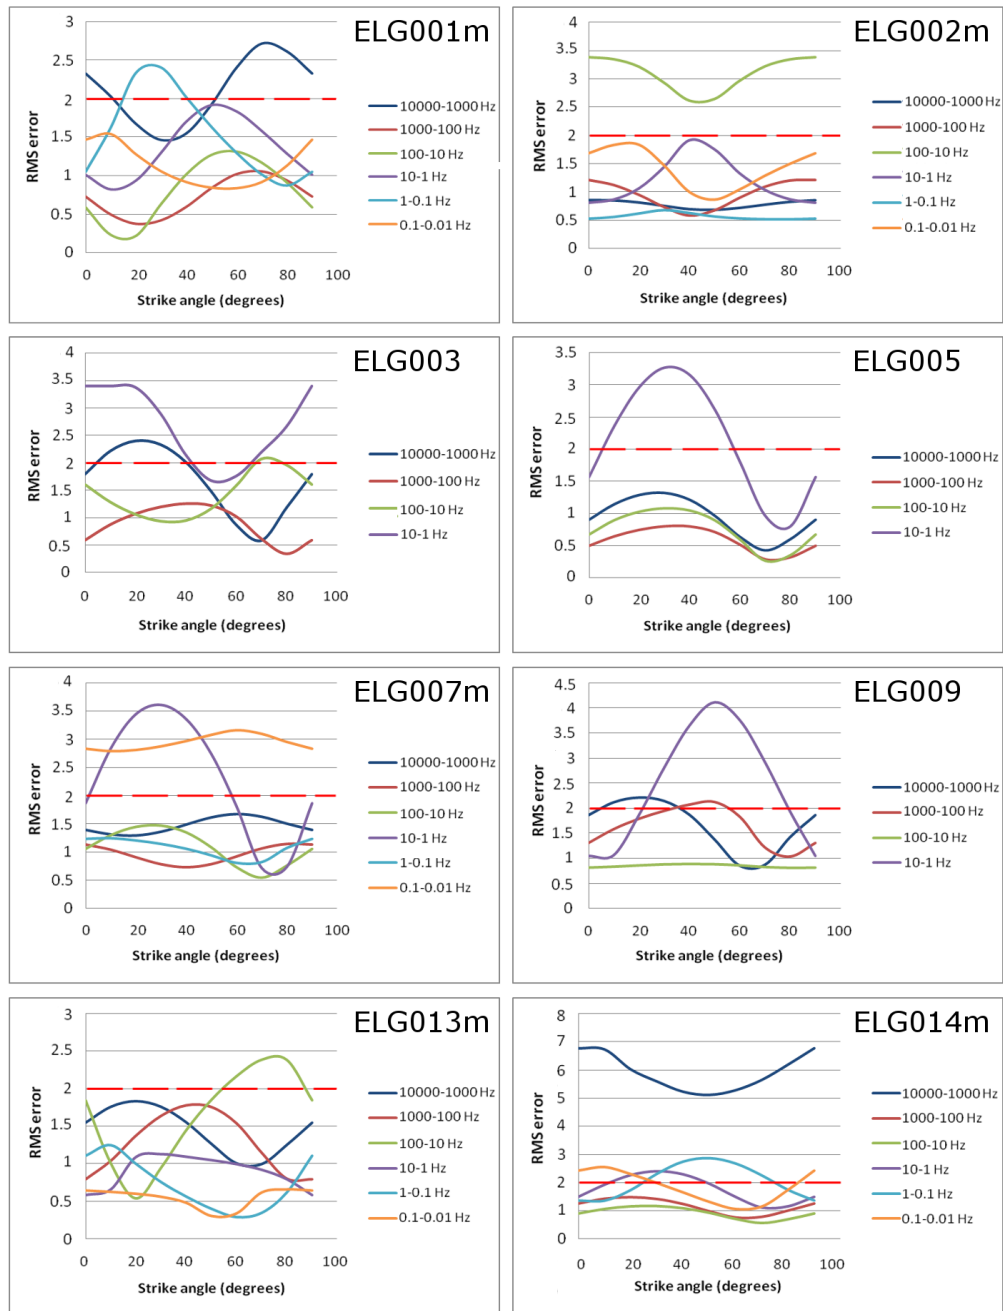 ELG001m
3
2.5
2
1.5
1
0.5
0
RMS error
0 20 40 60 80 100
Strike angle (degrees)
10000-1000 Hz
1000-100 Hz
100-10 Hz
10-1 Hz
1-0.1 Hz
0.1-0.01 Hz
ELG002m
4
3.5
3
2.5
2
1.5
1
0.5
0
RMS error
0 20 40 60 80 100
Strike angle (degrees)
10000-1000 Hz
1000-100 Hz
100-10 Hz
10-1 Hz
1-0.1 Hz
0.1-0.01 Hz
ELG003
4
3.5
3
2.5
2
1.5
1
0.5
0
RMS error
0 20 40 60 80 100
Strike angle (degrees)
10000-1000 Hz
1000-100 Hz
100-10 Hz
10-1 Hz
ELG005
3.5
3
2.5
2
1.5
1
0.5
0
RMS error
0 20 40 60 80 100
Strike angle (degrees)
10000-1000 Hz
1000-100 Hz
100-10 Hz
10-1 Hz
ELG007m
4
3.5
3
2.5
2
1.5
1
0.5
0
RMS error
0 20 40 60 80 100
Strike angle (degrees)
10000-1000 Hz
1000-100 Hz
100-10 Hz
10-1 Hz
1-0.1 Hz
0.1-0.01 Hz
ELG009
4.5
4
3.5
3
2.5
2
1.5
1
0.5
0
RMS error
0 20 40 60 80 100
Strike angle (degrees)
10000-1000 Hz
1000-100 Hz
100-10 Hz
10-1 Hz
ELG013m
3
2.5
2
1.5
1
0.5
0
RMS error
0 20 40 60 80 100
Strike angle (degrees)
10000-1000 Hz
1000-100 Hz
100-10 Hz
10-1 Hz
1-0.1 Hz
0.1-0.01 Hz
ELG014m
8
7
6
5
4
3
2
1
0
RMS error
0 20 40 60 80 100
Strike angle (degrees)
10000-1000 Hz
1000-100 Hz
100-10 Hz
10-1 Hz
1-0.1 Hz
0.1-0.01 Hz